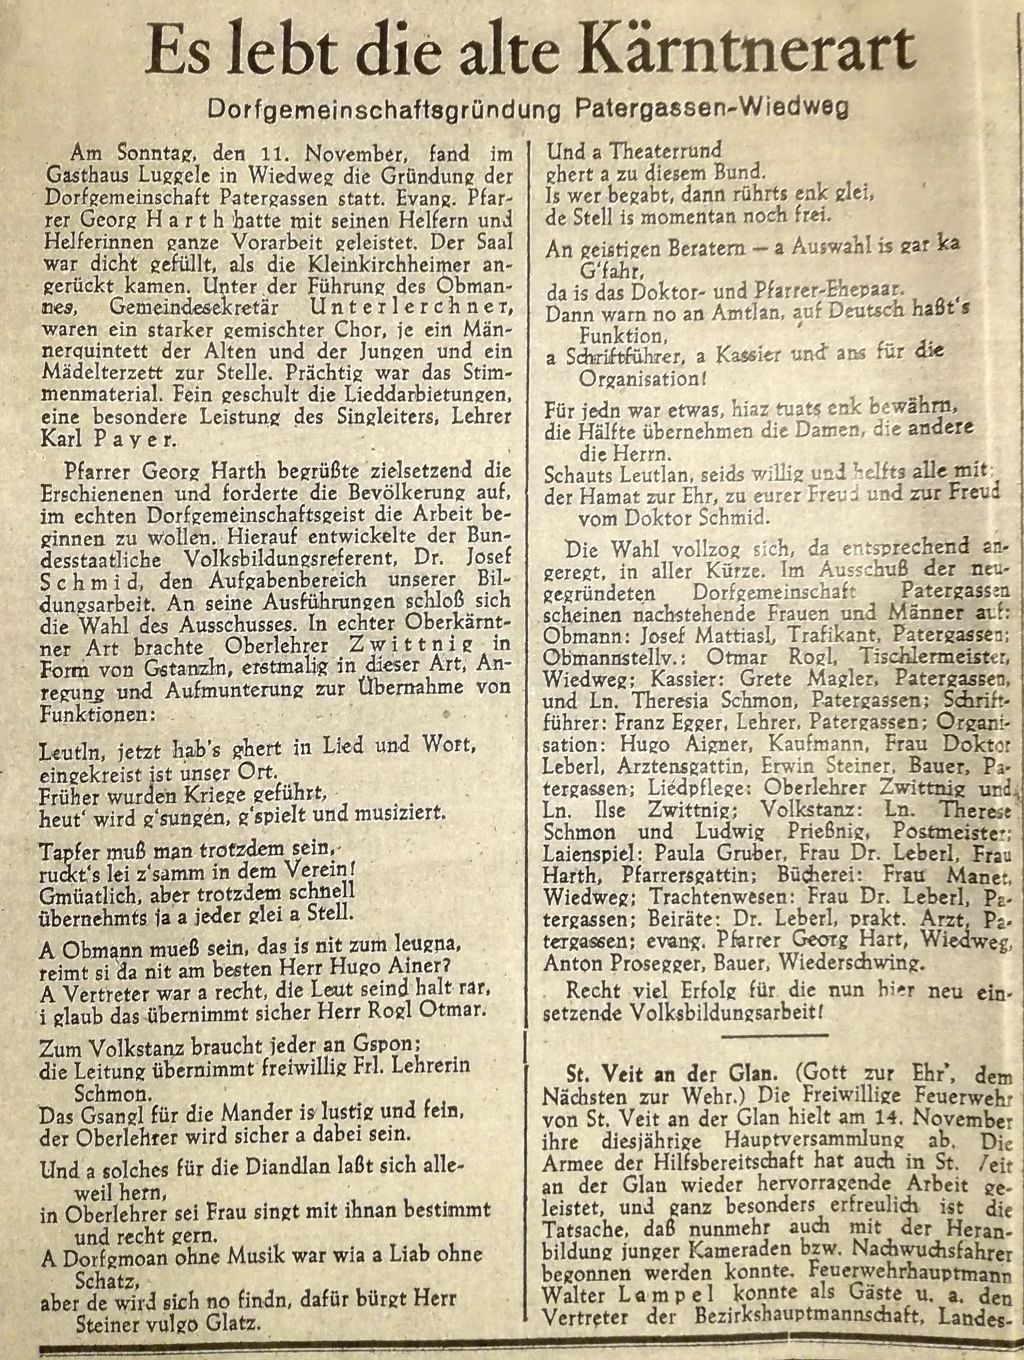 Es lebt die alte Kärntnerart
Dorfgemeinschaftsgründung Patergassen-Wiedweg
Am Sonntag, den 11. November, fand im
Gasthaus Luggele in Wiedweg die Gründung der
Dorfgemeinschaft Patergassen statt. Evang. Pfar-
rer Georg Harth hatte mit seinen Helfern und
Helferinnen ganze Vorarbeit geleistet. Der Saal
war dicht gefüllt, als die Kleinkirchheimer an-
gerückt kamen. Unter der Führung des Obman-
nes, Gemeindesekretär Unterlerchner,
waren ein starker gemischter Chor, je ein Män-
nerquintett der Alten und der Jungen und ein
Mädelterzett zur Stelle. Prächtig war das Stim-
menmaterial. Fein geschult die Lieddarbietungen,
eine besondere Leistung des Singleiters, Lehrer
Karl Payer.
Pfarrer Georg Harth begrüßte zielsetzend die
Erschienenen und forderte die Bevölkerung auf,
im echten Dorfgemeinschaftsgeist die Arbeit be-
ginnen zu wollen. Hierauf entwickelte der Bun-
desstaatliche Volksbildungsreferent, Dr. Josef
Schmid, den Aufgabenbereich unserer Bil-
dungsarbeit. An seine Ausführungen schloß sich
die Wahl des Ausschusses. In echter Oberkärnt-
ner Art brachte Oberlehrer Zwittnig in
Form von Gstanzln, erstmalig in dieser Art, An-
regung und Aufmunterung zur Übernahme von
Funktionen:
Leutln, jetzt hab's ghert in Lied und Wort,
eingekreist ist unser Ort.
Früher wurden Kriege geführt,
heut' wird g'sungen, g'spielt und musiziert.
Tapfer muß man trotzdem sein,
ruckt's lei z'samm in dem Verein!
Gmüatlich, aber trotzdem schnell
übernehmts ja a jeder glei a Stell.
A Obmann mueß sein, das is nit zum leugna,
reimt si da nit am besten Herr Hugo Ainer?
A Vertreter war a recht, die Leut seind halt rar,
i glaub das übernimmt sicher Herr Rogl Otmar.
Zum Volkstanz braucht jeder an Gspon;
die Leitung übernimmt freiwillig Frl. Lehrerin
Schmon.
Das Gsangl für die Mander is lustig und fein,
der Oberlehrer wird sicher a dabei sein.
Und a solches für die Diandlan laßt sich alle-
weil hern,
in Oberlehrer sei Frau singt mit ihnan bestimmt
und recht gern.
A Dorfgmoan ohne Musik war wia a Liab ohne
Schatz,
aber de wird sich no findn, dafür bürgt Herr
Steiner vulgo Glatz.
Und a Theaterrund
ghert a zu diesem Bund.
Is wer begabt, dann rührts enk glei,
de Stell is momentan noch frei.
An geistigen Beratern — a Auswahl is gar ka
G'fahr,
da is das Doktor- und Pfarrer-Ehepaar.
Dann warn no an Amtlan, auf Deutsch haßt's
Funktion,
a Schriftführer, a Kassier und ans für die
Organisation!
Für jedn war etwas, hiaz tuats enk bewährn,
die Hälfte übernehmen die Damen, die andere
die Herrn.
Schauts Leutlan, seids willig und helfts alle mit:
der Hamat zur Ehr, zu eurer Freud und zur Freud
vom Doktor Schmid.
Die Wahl vollzog sich, da entsprechend an-
geregt, in aller Kürze. Im Ausschuß der neu-
gegründeten Dorfgemeinschaft Patergassen
scheinen nachstehende Frauen und Männer auf:
Obmann: Josef Mattiasl, Trafikant, Patergassen;
Obmannstellv.: Otmar Rogl, Tischlermeister,
Wiedweg; Kassier: Grete Magler, Patergassen,
und Ln. Theresia Schmon, Patergassen; Schrift-
führer: Franz Egger, Lehrer, Patergassen; Organi-
sation: Hugo Aigner, Kaufmann, Frau Doktor
Leberl, Arztensgattin, Erwin Steiner, Bauer, Pa-
tergassen; Liedpflege: Oberlehrer Zwittnig und
Ln. Ilse Zwittnig; Volkstanz: Ln. Therese
Schmon und Ludwig Prießnig, Postmeister;
Laienspiel: Paula Gruber, Frau Dr. Leberl, Frau
Harth, Pfarrersgattin; Bücherei: Frau Manet,
Wiedweg; Trachtenwesen: Frau Dr. Leberl, Pa-
tergassen; Beiräte: Dr. Leberl, prakt. Arzt, Pa-
tergassen; evang. Pfarrer Georg Hart, Wiedweg,
Anton Prosegger, Bauer, Wiederschwing.
Recht viel Erfolg für die nun hier neu ein-
setzende Volksbildungsarbeit!
St. Veit an der Glan. (Gott zur Ehr', dem
Nächsten zur Wehr.) Die Freiwillige Feuerwehr
von St. Veit an der Glan hielt am 14. November
ihre diesjährige Hauptversammlung ab. Die
Armee der Hilfsbereitschaft hat auch in St. Veit
an der Glan wieder hervorragende Arbeit ge-
leistet, und ganz besonders erfreulich ist die
Tatsache, daß nunmehr auch mit der Heran-
bildung junger Kameraden bzw. Nachwuchsfahrer
begonnen werden konnte. Feuerwehrhauptmann
Walter Lampel konnte als Gäste u. a. den
Vertreter der Bezirkshauptmannschaft, Landes-